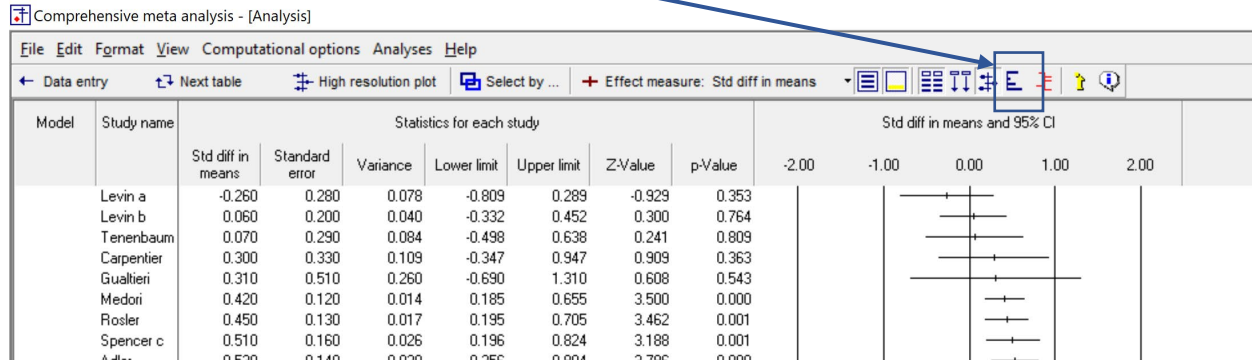 Comprehensive meta analysis - [Analysis]
File Edit Format View Computational options Analyses Help
Data entry Next table High resolution plot Select by ... Effect measure: Std diff in means
Model Study name Statistics for each study Std diff in means and 95% CI
Std diff in means Standard error Variance Lower limit Upper limit Z-Value p-Value -2.00 -1.00 0.00 1.00 2.00
Levin a -0.260 0.280 0.078 -0.809 0.289 -0.929 0.353
Levin b 0.060 0.200 0.040 -0.332 0.452 0.300 0.764
Tenenbaum 0.070 0.290 0.084 -0.498 0.638 0.241 0.809
Carpentier 0.300 0.330 0.109 -0.347 0.947 0.909 0.363
Gualtieri 0.310 0.510 0.260 -0.690 1.310 0.608 0.543
Medori 0.420 0.120 0.014 0.185 0.655 3.500 0.000
Rosler 0.450 0.130 0.017 0.195 0.705 3.462 0.001
Spencer c 0.510 0.160 0.026 0.196 0.824 3.188 0.001